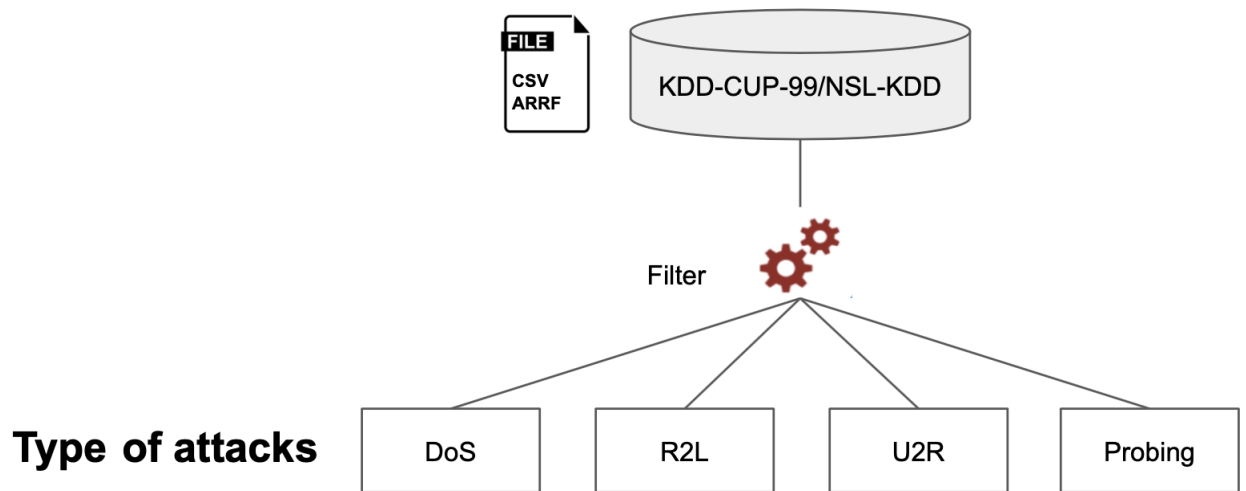 FILE
CSV
ARRF
KDD-CUP-99/NSL-KDD
Filter
Type of attacks
DoS
R2L
U2R
Probing